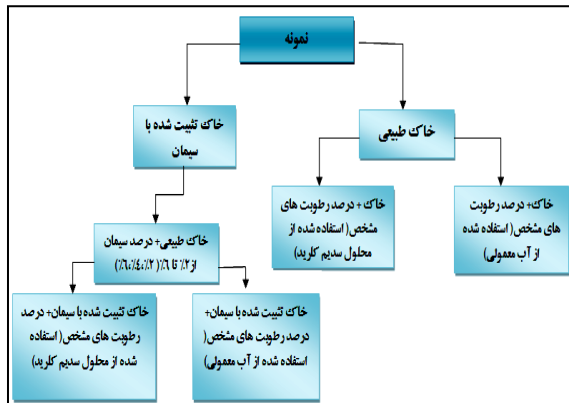 نمونه
خاک تثبیت شده با
سیمان
خاک طبیعی
خاک + درصد رطوبت های
مشخص( استفاده شده از
محلول سدیم کلرید)
خاک+ درصد رطوبت
های مشخص( استفاده شده
از آب معمولی)
خاک طبیعی+ درصد سیمان
از ۲٪ تا ۶٪( ۲٪،۴٪،۶٪)
خاک تثبیت شده با سیمان+ درصد
رطوبت های مشخص( استفاده
شده از محلول سدیم کلرید)
خاک تثبیت شده با سیمان+
درصد رطوبت های مشخص(
استفاده شده از آب معمولی)